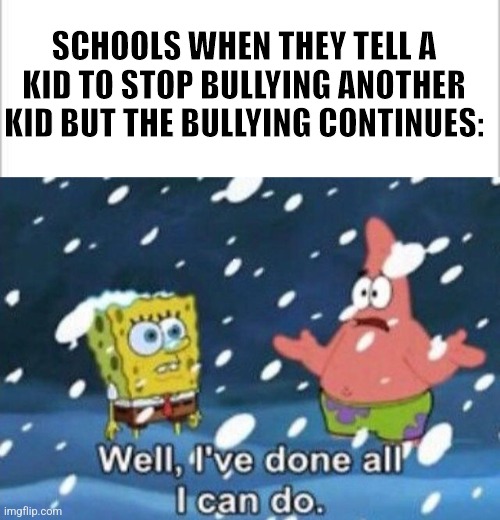 SCHOOLS WHEN THEY TELL A
KID TO STOP BULLYING ANOTHER
KID BUT THE BULLYING CONTINUES:
Well, I've done all
I can do.
imgflip.com